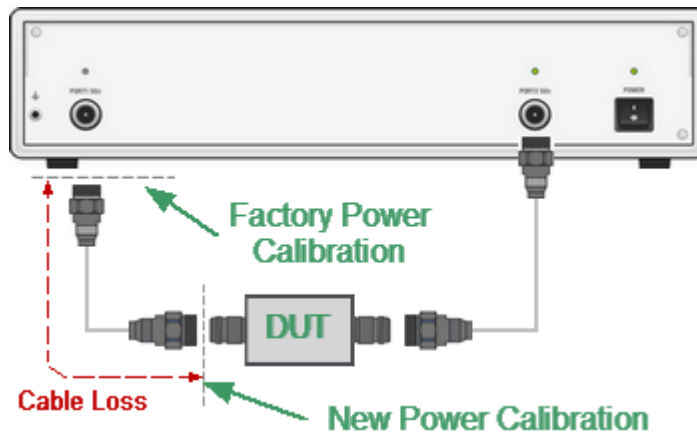 PORT1 50Ω
PORT2 50Ω
POWER
Factory Power
Calibration
DUT
Cable Loss
New Power Calibration